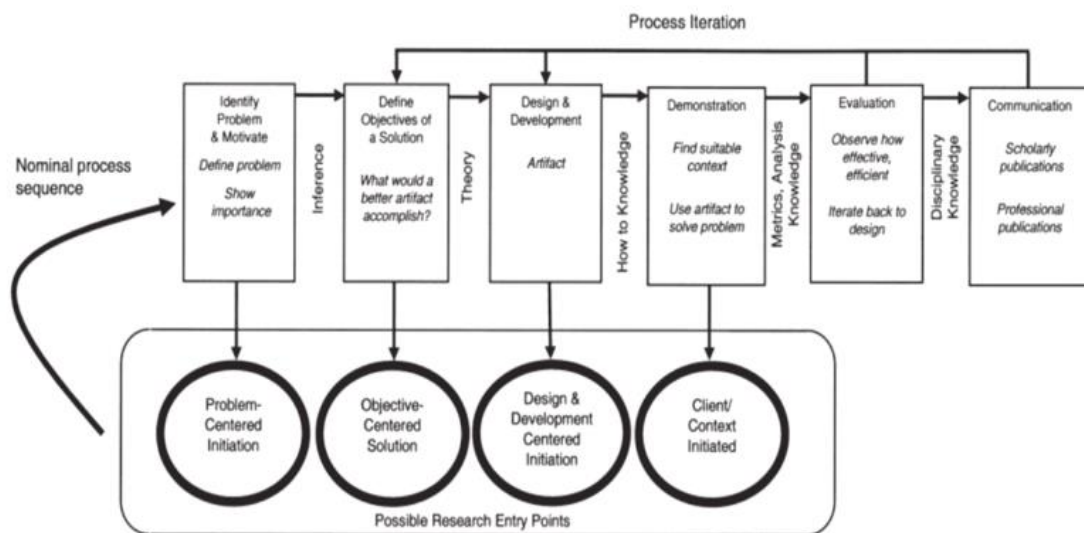 Process Iteration
Nominal process
sequence
Identify
Problem
& Motivate
Define problem
Show
importance
Inference
Define
Objectives of
a Solution
What would a
better artifact
accomplish?
Theory
Design &
Development
Artifact
How to Knowledge
Demonstration
Find suitable
context
Use artifact to
solve problem
Metrics, Analysis
Knowledge
Evaluation
Observe how
effective,
efficient
Iterate back to
design
Disciplinary
Knowledge
Communication
Scholarly
publications
Professional
publications
Problem-
Centered
Initiation
Objective-
Centered
Solution
Design &
Development
Centered
Initiation
Client/
Context
Initiated
Possible Research Entry Points